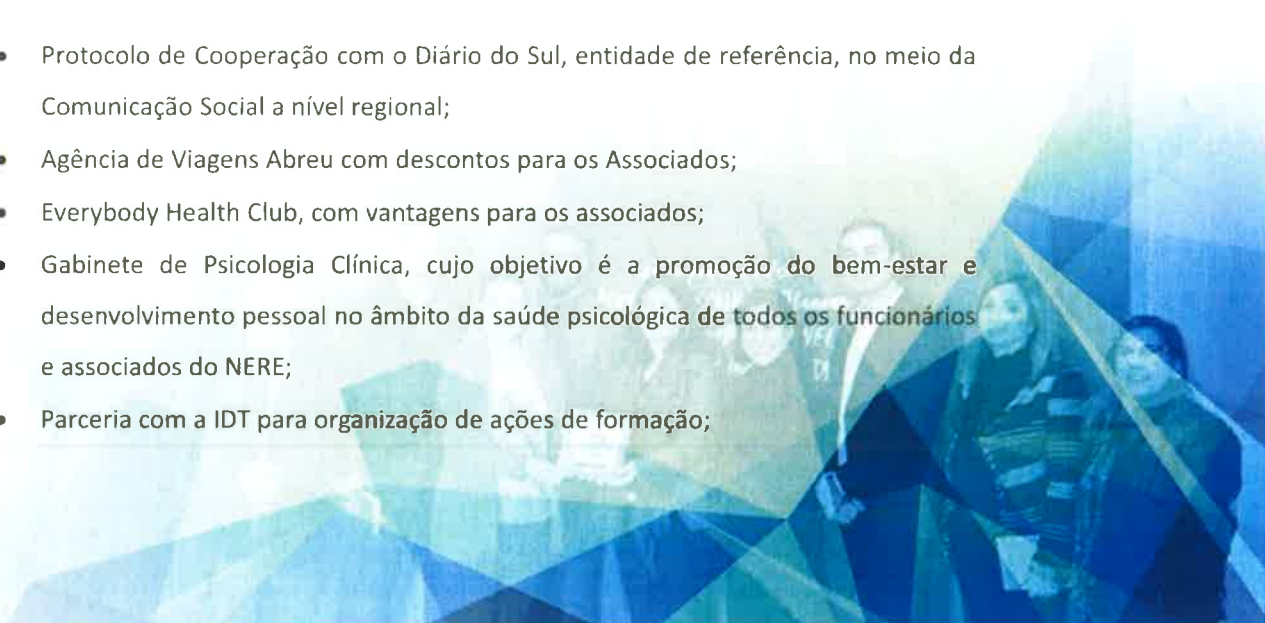 • Protocolo de Cooperação com o Diário do Sul, entidade de referência, no meio da
Comunicação Social a nível regional;
• Agência de Viagens Abreu com descontos para os Associados;
• Everybody Health Club, com vantagens para os associados;
• Gabinete de Psicologia Clínica, cujo objetivo é a promoção do bem-estar e
desenvolvimento pessoal no âmbito da saúde psicológica de todos os funcionários
e associados do NERE;
• Parceria com a IDT para organização de ações de formação;